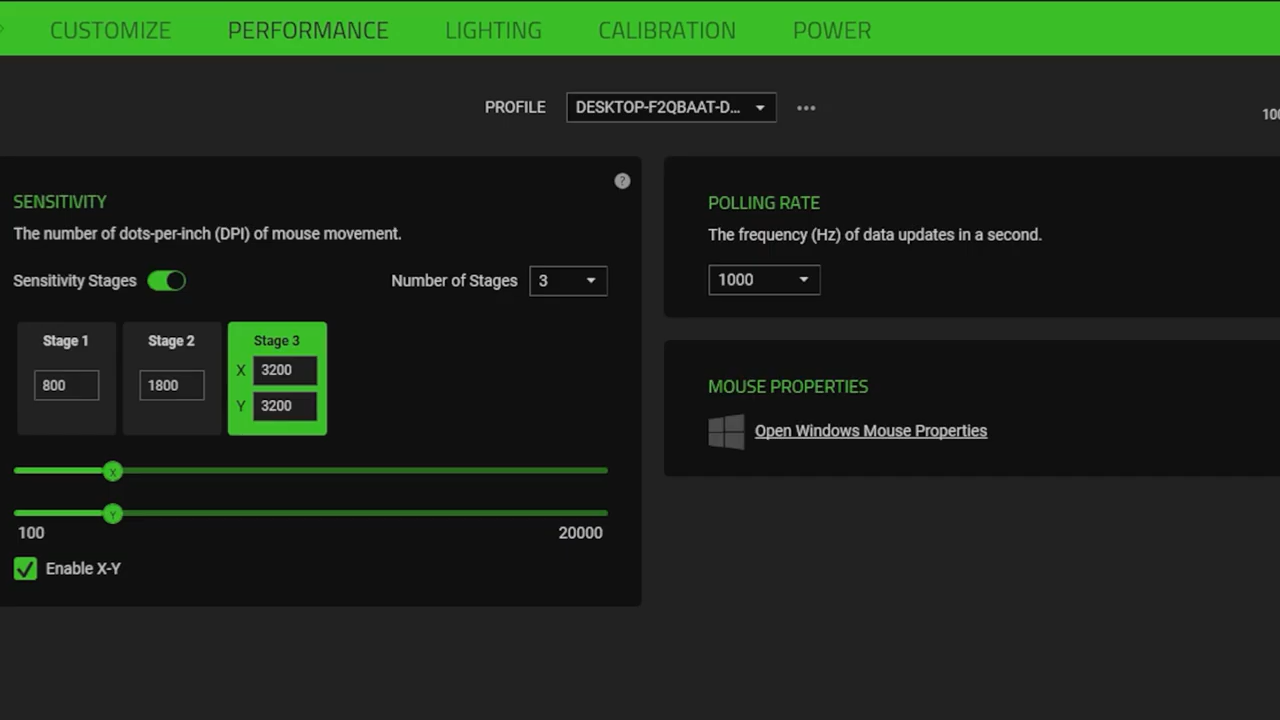 CUSTOMIZE PERFORMANCE LIGHTING CALIBRATION POWER
PROFILE DESKTOP-F2QBAAT-D...
100
SENSITIVITY
The number of dots-per-inch (DPI) of mouse movement.
Sensitivity Stages Number of Stages 3
Stage 1 Stage 2 Stage 3
800 1800 X 3200
Y 3200
X
Y
100 20000
Enable X-Y
POLLING RATE
The frequency (Hz) of data updates in a second.
1000
MOUSE PROPERTIES
Open Windows Mouse Properties